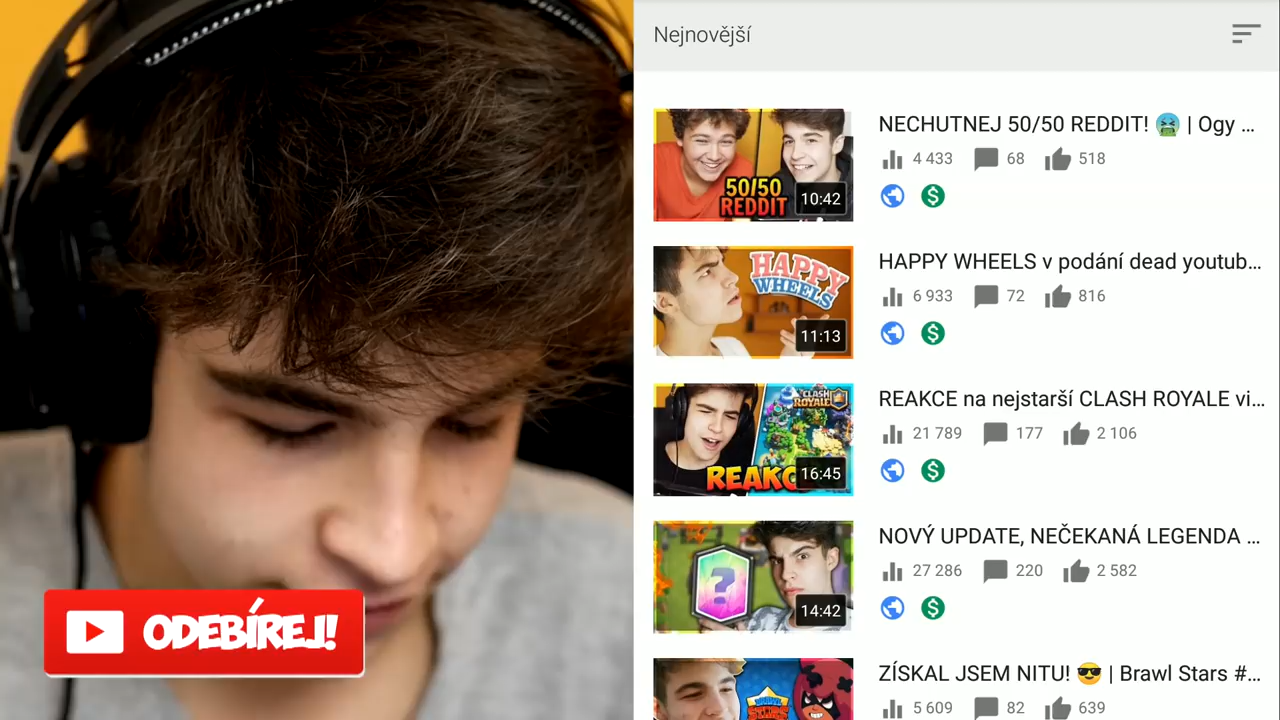 Nejnovější
50/50
REDDIT
10:42
NECHUTNEJ 50/50 REDDIT! 🤮 | Ogy ...
4 433
68
518
HAPPY
WHEELS
11:13
HAPPY WHEELS v podání dead youtub...
6 933
72
816
CLASH
ROYALE
REAKC
16:45
REAKCE na nejstarší CLASH ROYALE vi...
21 789
177
2 106
?
14:42
NOVÝ UPDATE, NEČEKANÁ LEGENDA ...
27 286
220
2 582
BRAWL
STARS
ZÍSKAL JSEM NITU! 😎 | Brawl Stars #...
5 609
82
639
ODEBÍREJ!